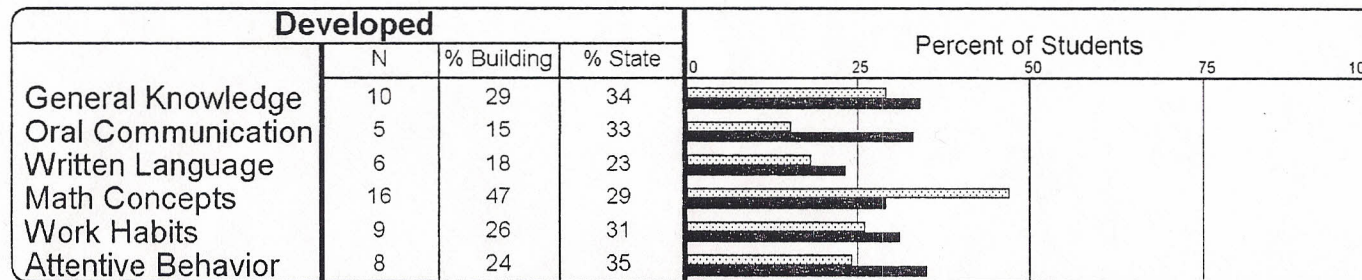 Developed
N % Building % State
Percent of Students
0 25 50 75 10
General Knowledge 10 29 34
Oral Communication 5 15 33
Written Language 6 18 23
Math Concepts 16 47 29
Work Habits 9 26 31
Attentive Behavior 8 24 35